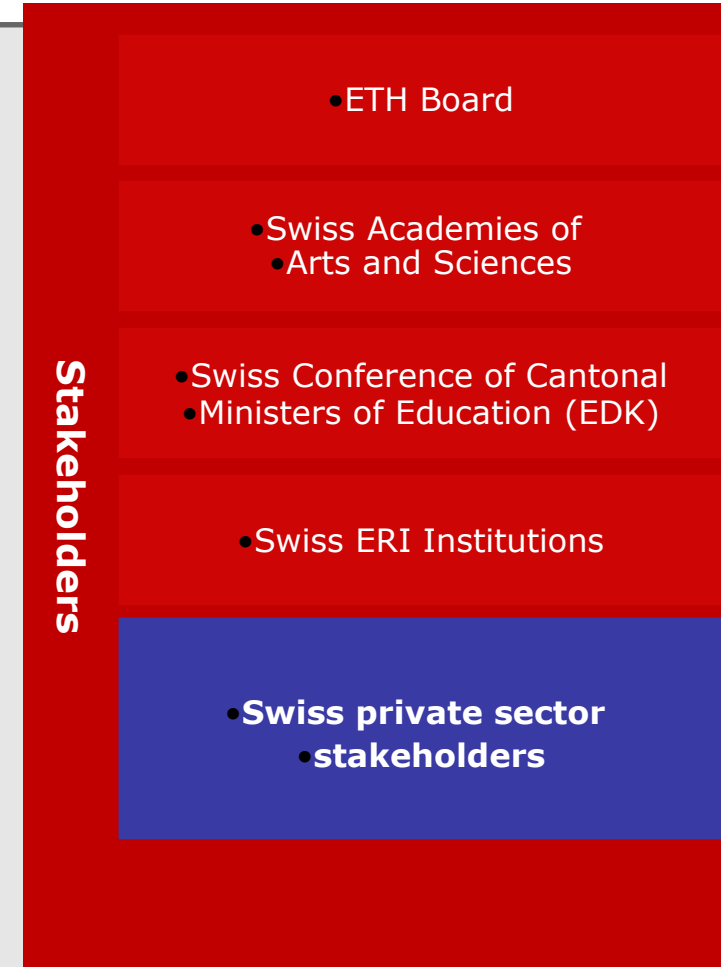 Stakeholders
•ETH Board
•Swiss Academies of
•Arts and Sciences
•Swiss Conference of Cantonal
•Ministers of Education (EDK)
•Swiss ERI Institutions
•Swiss private sector
•stakeholders